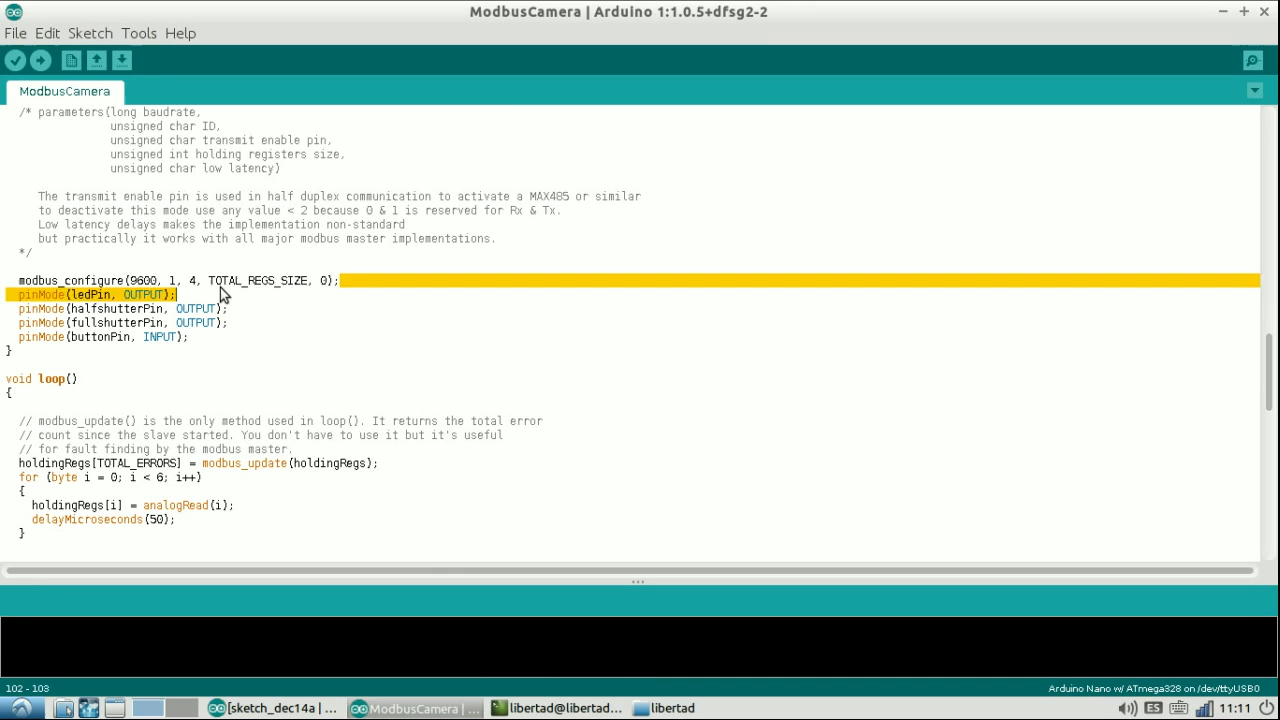 ModbusCamera | Arduino 1:1.0.5+dfsg2-2
File Edit Sketch Tools Help
ModbusCamera
/* parameters(long baudrate,
unsigned char ID,
unsigned char transmit enable pin,
unsigned int holding registers size,
unsigned char low latency)
The transmit enable pin is used in half duplex communication to activate a MAX485 or similar
to deactivate this mode use any value < 2 because 0 & 1 is reserved for Rx & Tx.
Low latency delays makes the implementation non-standard
but practically it works with all major modbus master implementations.
*/
modbus_configure(9600, 1, 4, TOTAL_REGS_SIZE, 0);
pinMode(ledPin, OUTPUT);
pinMode(halfshutterPin, OUTPUT);
pinMode(fullshutterPin, OUTPUT);
pinMode(buttonPin, INPUT);
}
void loop()
{
// modbus_update() is the only method used in loop(). It returns the total error
// count since the slave started. You don't have to use it but it's useful
// for fault finding by the modbus master.
holdingRegs[TOTAL_ERRORS] = modbus_update(holdingRegs);
for (byte i = 0; i < 6; i++)
{
holdingRegs[i] = analogRead(i);
delayMicroseconds(50);
}
102 - 103
Arduino Nano w/ ATmega328 on /dev/ttyUSB0
[sketch_dec14a | ... ModbusCamera | ... libertad@libertad... libertad ES 11:11